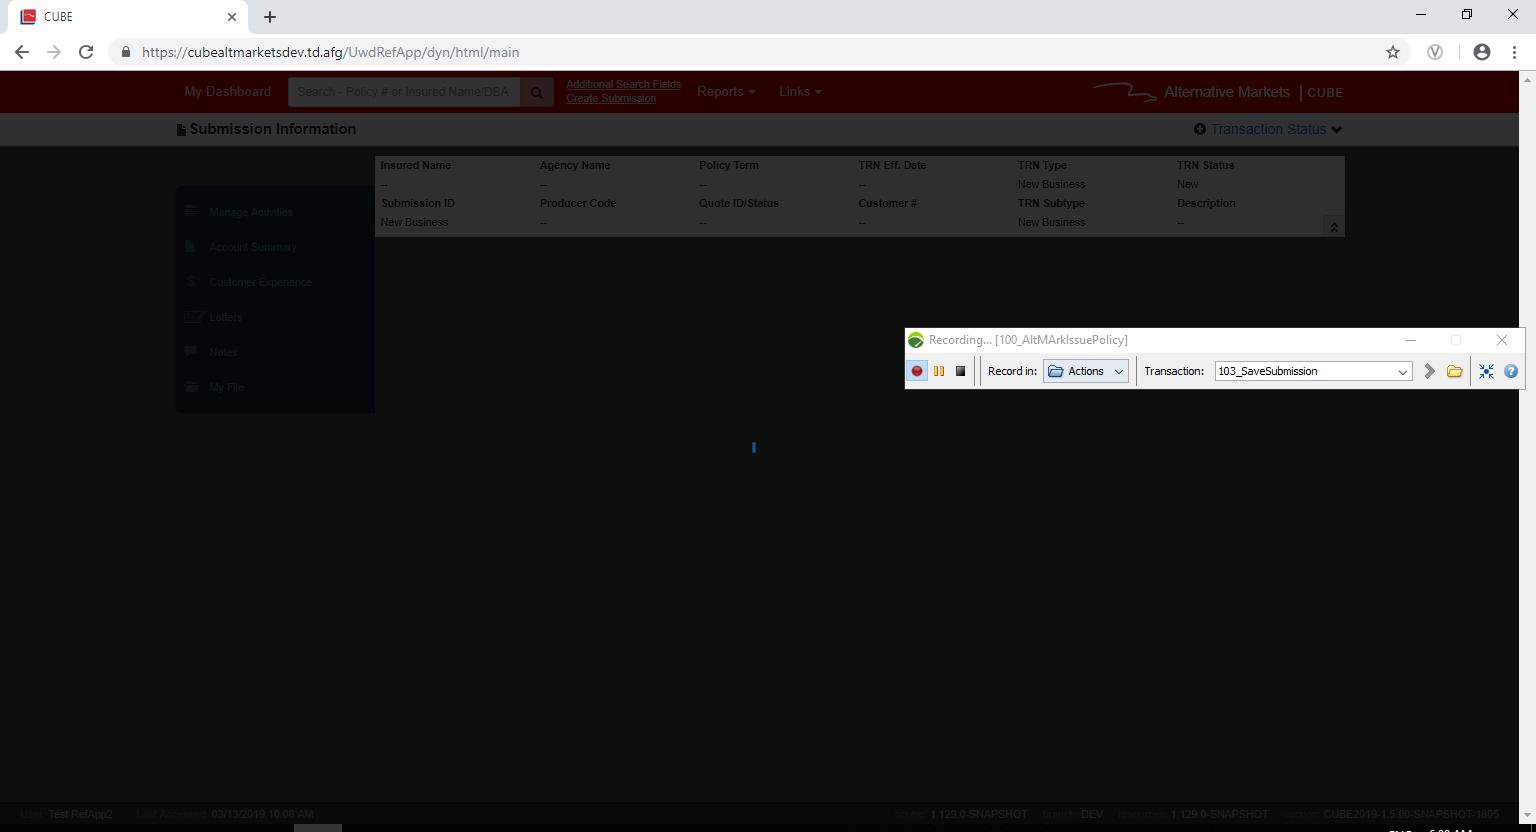 CUBE
https://cubealtmarketsdev.td.afg/UwdRefApp/dyn/html/main
My Dashboard
Search - Policy # or Insured Name/DBA
Additional Search Fields
Create Submission
Reports
Links
Alternative Markets | CUBE
Submission Information
Transaction Status
Insured Name Agency Name Policy Term TRN Eff. Date TRN Type TRN Status
-- -- -- -- New Business New
Submission ID Producer Code Quote ID/Status Customer # TRN Subtype Description
New Business -- -- -- New Business --
Manage Activities
Account Summary
Customer Experience
Letters
Notes
My File
Recording... [100_AltMArkIssuePolicy]
Record in: Actions Transaction: 103_SaveSubmission
User: Test RefApp2 Last Accessed: 03/13/2019 10:08 AM 1.129.0-SNAPSHOT branch: DEV resources: 1.129.0-SNAPSHOT CUBE2019-1.5.00-SNAPSHOT-1805